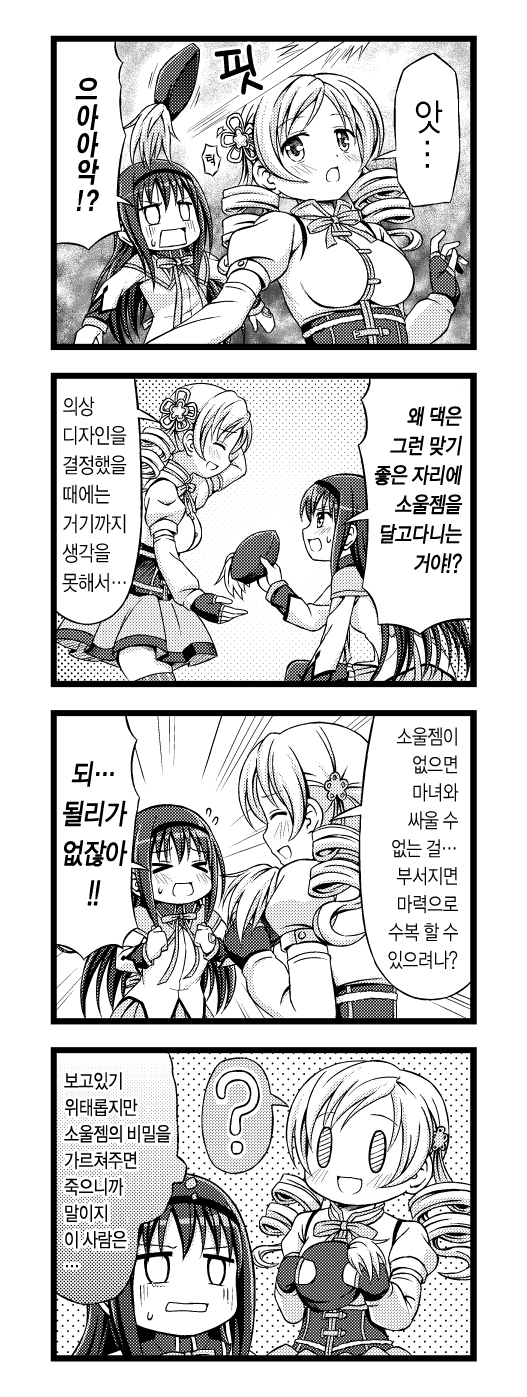 앗…
핏
으아아악
!?
왜 댁은
그런 맞기
좋은 자리에
소울젬을
달고다니는
거야!?
의상
디자인을
결정했을
때에는
거기까지
생각을
못해서…
소울젬이
없으면
마녀와
싸울 수
없는 걸…
부서지면
마력으로
수복 할 수
있으려나?
되…
될리가
없잖아
!!
?
보고있기
위태롭지만
소울젬의 비밀을
가르쳐주면
죽으니까
말이지
이 사람은
…